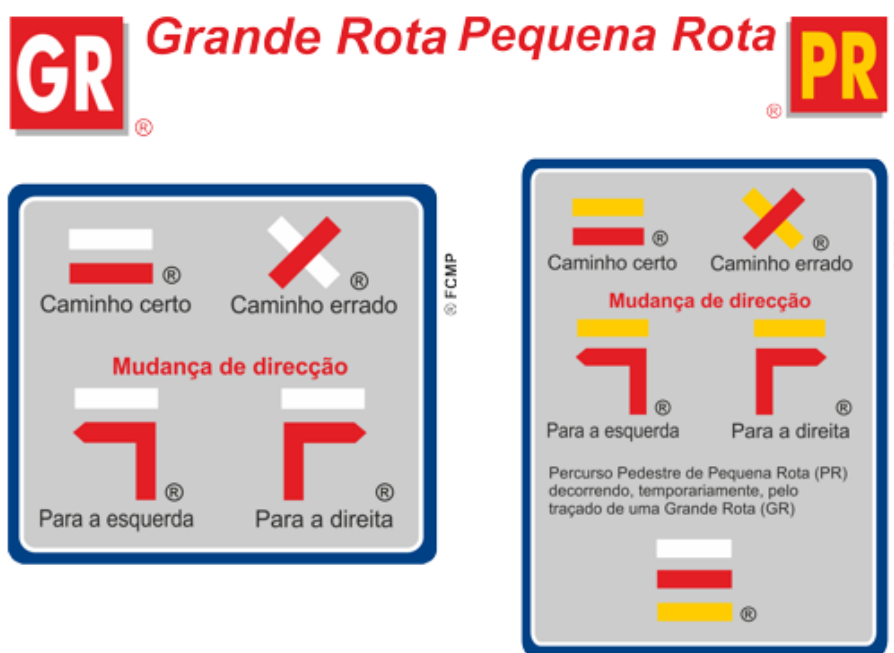 GR
®
Grande Rota
Pequena Rota
PR
®
®
®
Caminho certo
Caminho errado
Mudança de direcção
®
®
Para a esquerda
Para a direita
® FCMP
®
®
Caminho certo
Caminho errado
Mudança de direcção
®
®
Para a esquerda
Para a direita
Percurso Pedestre de Pequena Rota (PR)
decorrendo, temporariamente, pelo
traçado de uma Grande Rota (GR)
®